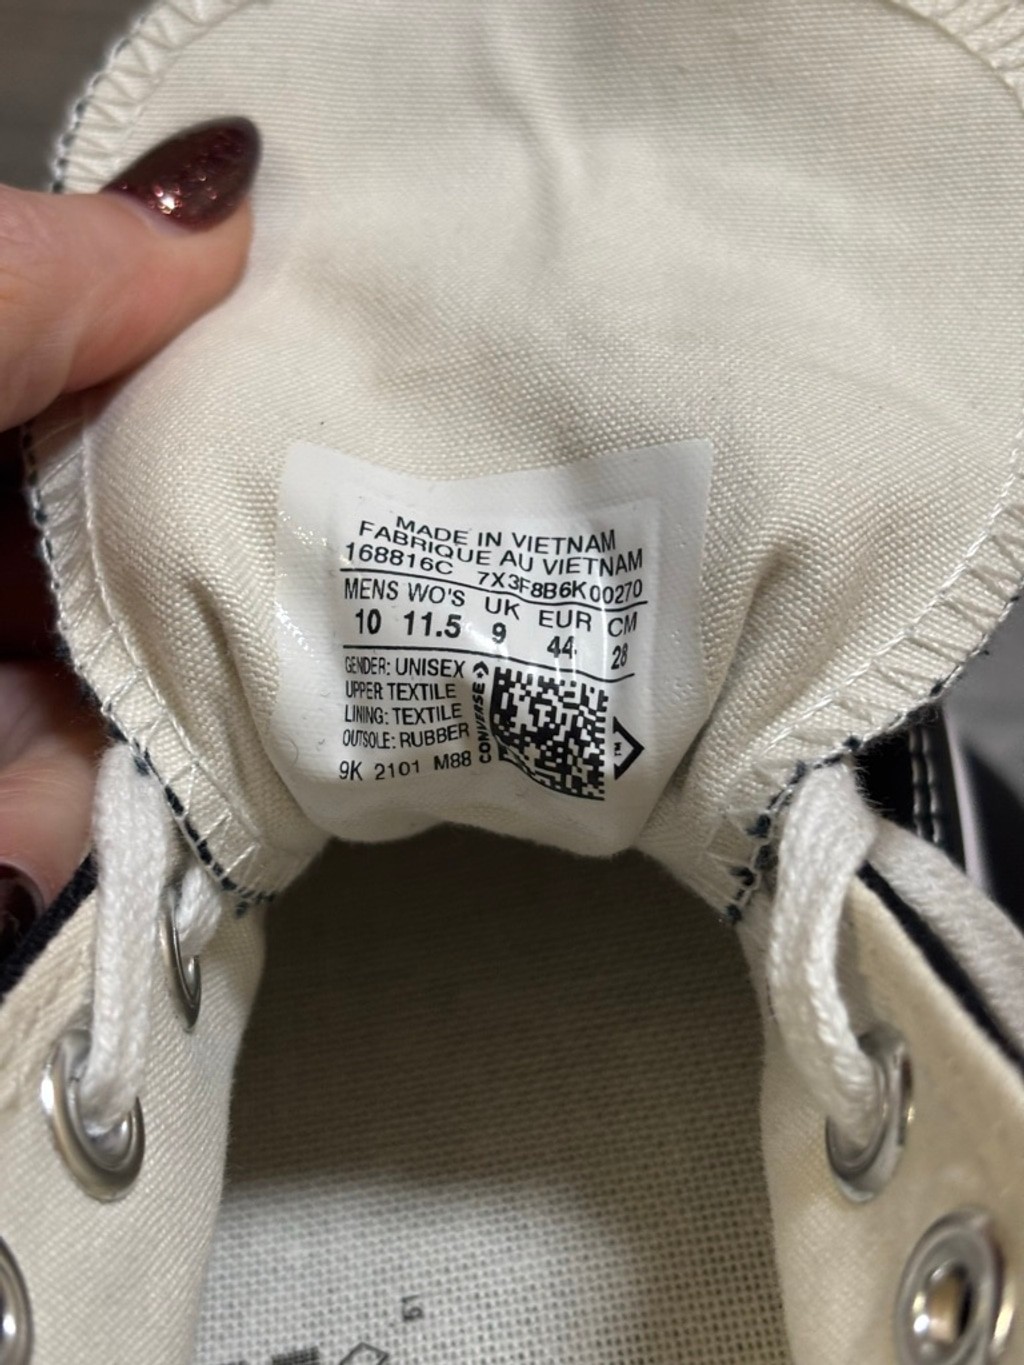 MADE IN VIETNAM
FABRIQUE AU VIETNAM
168816C 7X3F8B6K00270
MENS WO'S UK EUR CM
10 11.5 9 44 28
GENDER: UNISEX
UPPER TEXTILE
LINING: TEXTILE
OUTSOLE: RUBBER
9K 2101 M88
CONVERSE